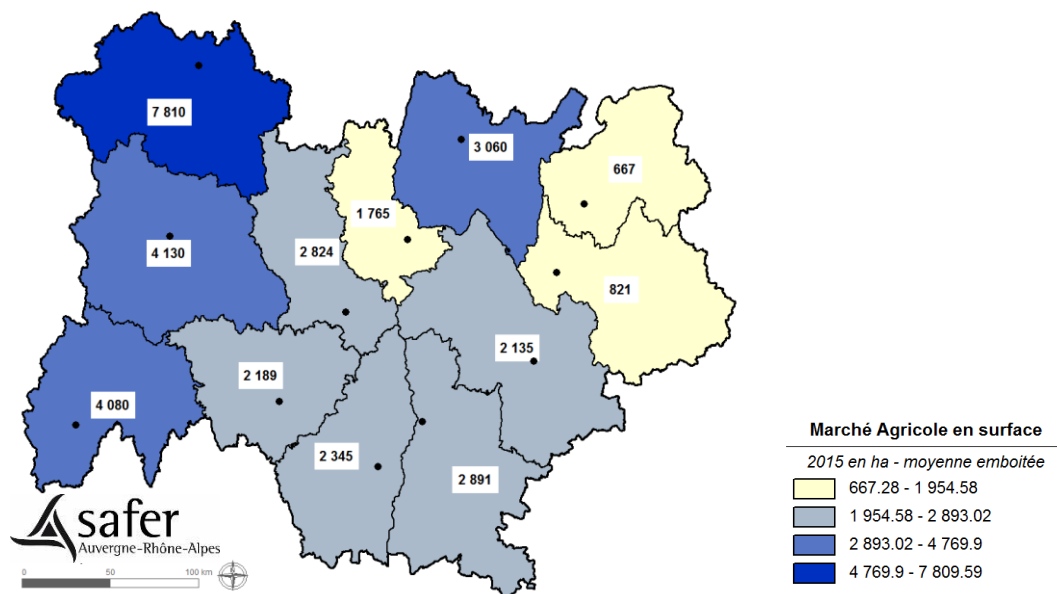 7 810
3 060
667
1 765
4 130
2 824
821
2 135
2 189
4 080
2 345
2 891
safer
Auvergne-Rhône-Alpes
0 50 100 km
Marché Agricole en surface
2015 en ha - moyenne emboitée
667.28 - 1 954.58
1 954.58 - 2 893.02
2 893.02 - 4 769.9
4 769.9 - 7 809.59